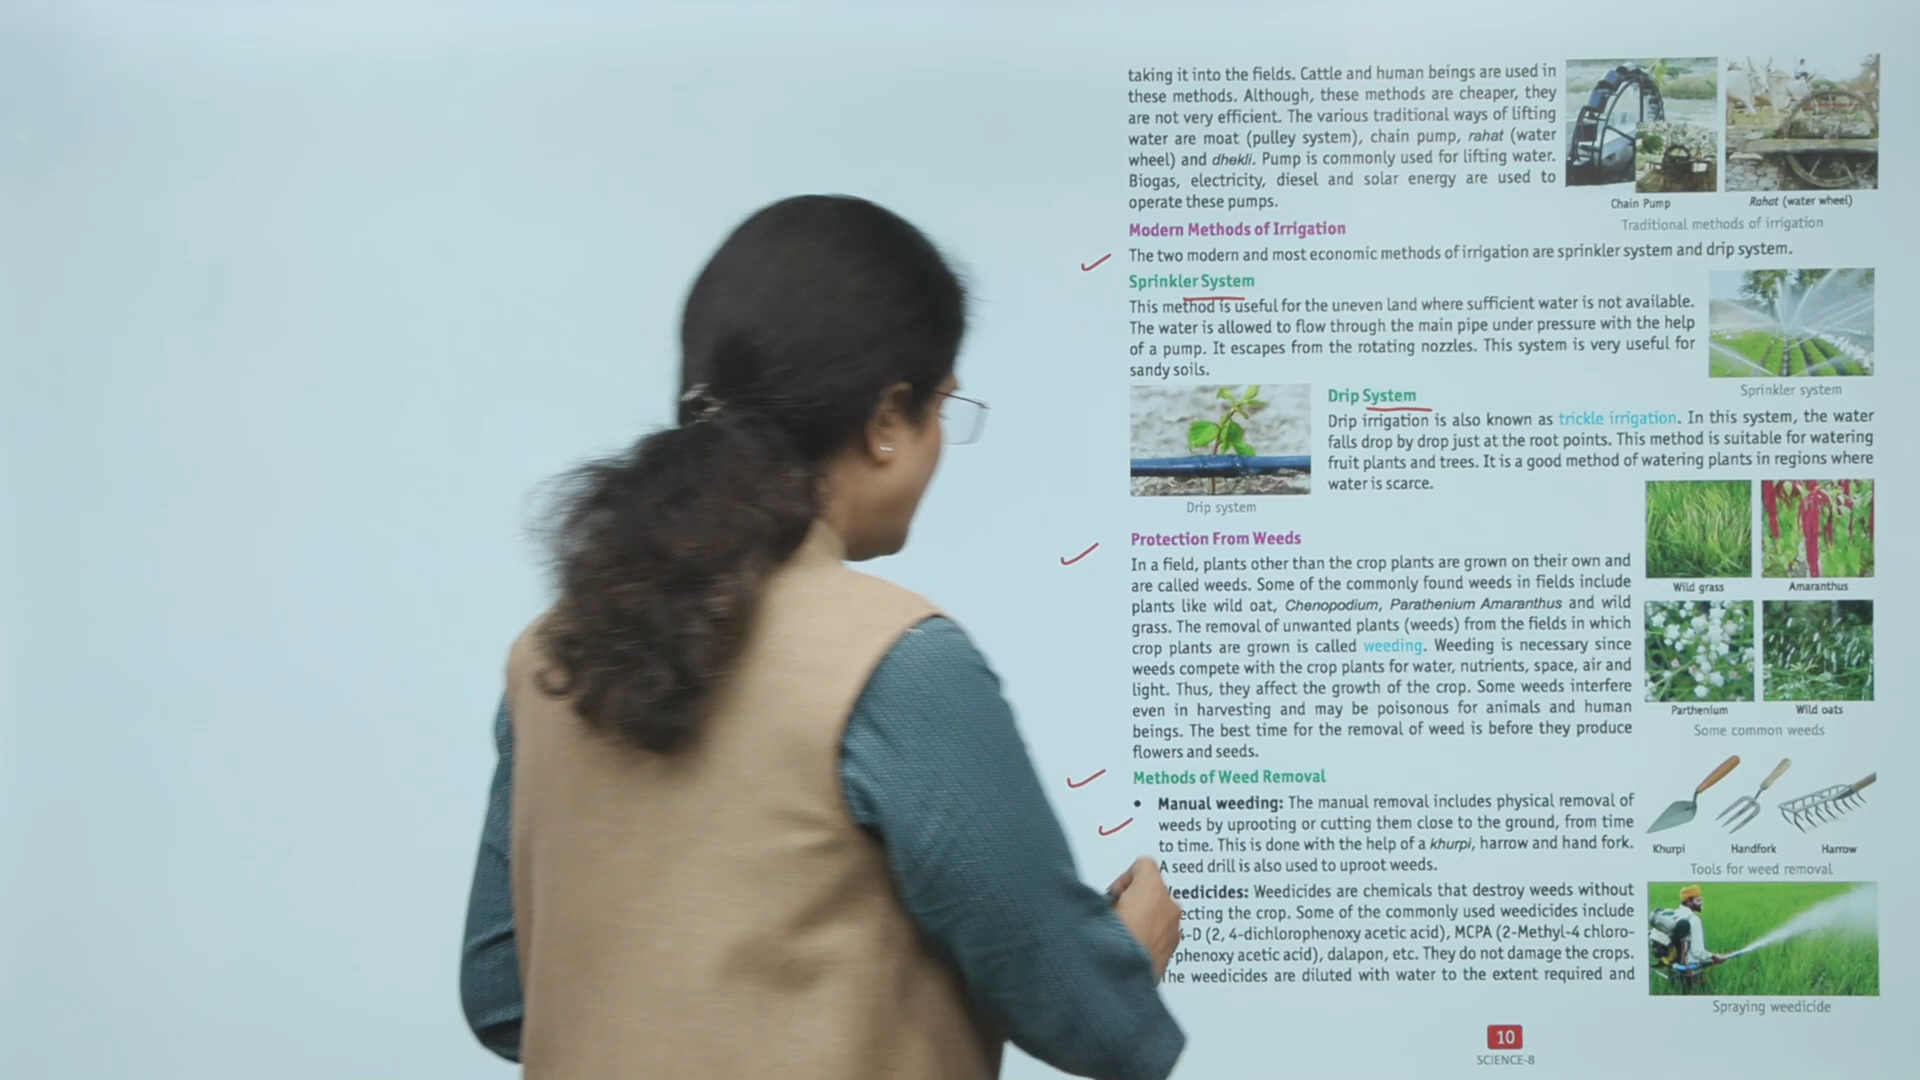 taking it into the fields. Cattle and human beings are used in
these methods. Although, these methods are cheaper, they
are not very efficient. The various traditional ways of lifting
water are moat (pulley system), chain pump, rahat (water
wheel) and dhekli. Pump is commonly used for lifting water.
Biogas, electricity, diesel and solar energy are used to
operate these pumps.
Chain Pump
Rahat (water wheel)
Traditional methods of irrigation
Modern Methods of Irrigation
The two modern and most economic methods of irrigation are sprinkler system and drip system.
Sprinkler System
This method is useful for the uneven land where sufficient water is not available.
The water is allowed to flow through the main pipe under pressure with the help
of a pump. It escapes from the rotating nozzles. This system is very useful for
sandy soils.
Sprinkler system
Drip System
Drip irrigation is also known as trickle irrigation. In this system, the water
falls drop by drop just at the root points. This method is suitable for watering
fruit plants and trees. It is a good method of watering plants in regions where
water is scarce.
Drip system
Protection From Weeds
In a field, plants other than the crop plants are grown on their own and
are called weeds. Some of the commonly found weeds in fields include
plants like wild oat, Chenopodium, Parathenium Amaranthus and wild
grass. The removal of unwanted plants (weeds) from the fields in which
crop plants are grown is called weeding. Weeding is necessary since
weeds compete with the crop plants for water, nutrients, space, air and
light. Thus, they affect the growth of the crop. Some weeds interfere
even in harvesting and may be poisonous for animals and human
beings. The best time for the removal of weed is before they produce
flowers and seeds.
Wild grass
Amaranthus
Parthenium
Wild oats
Some common weeds
Methods of Weed Removal
• Manual weeding: The manual removal includes physical removal of
weeds by uprooting or cutting them close to the ground, from time
to time. This is done with the help of a khurpi, harrow and hand fork.
A seed drill is also used to uproot weeds.
Khurpi
Handfork
Harrow
Tools for weed removal
eedicides: Weedicides are chemicals that destroy weeds without
ecting the crop. Some of the commonly used weedicides include
4-D (2, 4-dichlorophenoxy acetic acid), MCPA (2-Methyl-4 chloro-
phenoxy acetic acid), dalapon, etc. They do not damage the crops.
The weedicides are diluted with water to the extent required and
Spraying weedicide
10
SCIENCE-8